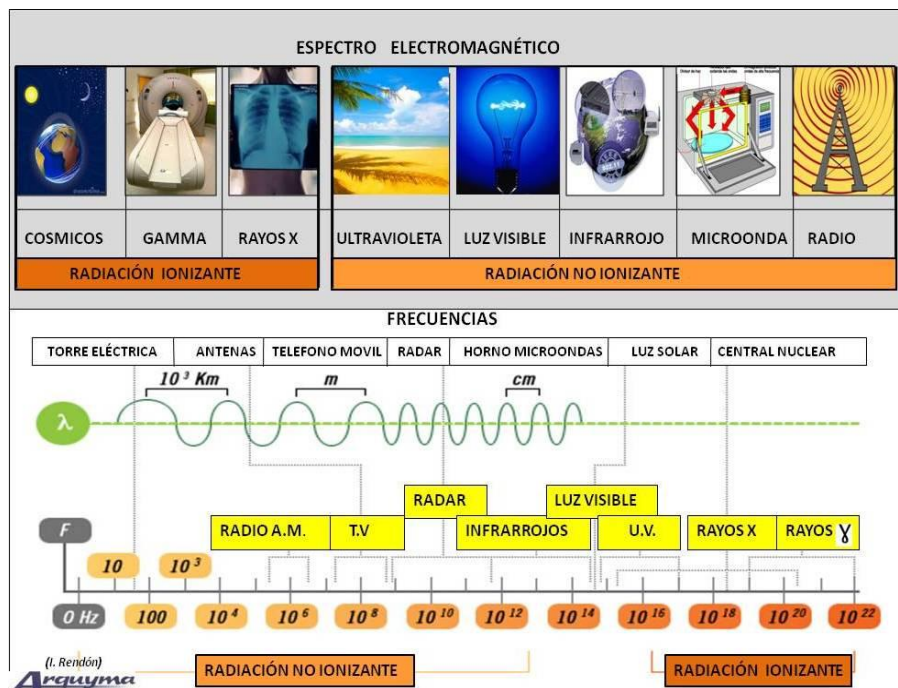 ESPECTRO ELECTROMAGNÉTICO
COSMICOS GAMMA RAYOS X ULTRAVIOLETA LUZ VISIBLE INFRARROJO MICROONDA RADIO
RADIACIÓN IONIZANTE RADIACIÓN NO IONIZANTE
FRECUENCIAS
TORRE ELÉCTRICA ANTENAS TELEFONO MOVIL RADAR HORNO MICROONDAS LUZ SOLAR CENTRAL NUCLEAR
10³ Km m cm
λ
RADAR LUZ VISIBLE
F RADIO A.M. T.V INFRARROJOS U.V. RAYOS X RAYOS γ
10 10³
0 Hz 100 10⁴ 10⁶ 10⁸ 10¹⁰ 10¹² 10¹⁴ 10¹⁶ 10¹⁸ 10²⁰ 10²²
(I. Rendón)
Arquyma
RADIACIÓN NO IONIZANTE RADIACIÓN IONIZANTE